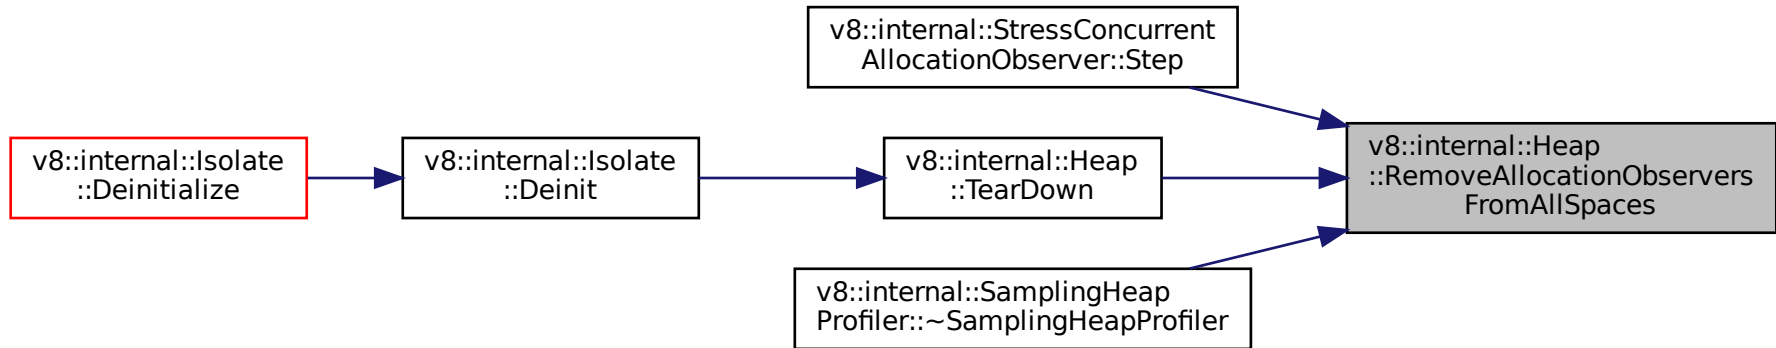 v8::internal::StressConcurrent
AllocationObserver::Step
v8::internal::Isolate
::Deinitialize
v8::internal::Isolate
::Deinit
v8::internal::Heap
::TearDown
v8::internal::Heap
::RemoveAllocationObservers
FromAllSpaces
v8::internal::SamplingHeap
Profiler::~SamplingHeapProfiler